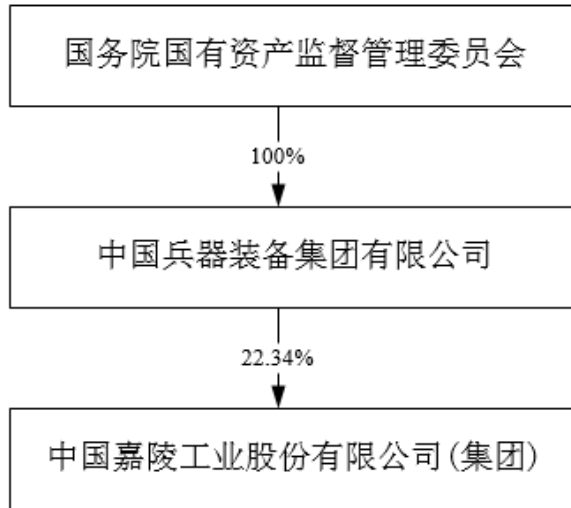 国务院国有资产监督管理委员会
100%
中国兵器装备集团有限公司
22.34%
中国嘉陵工业股份有限公司(集团)